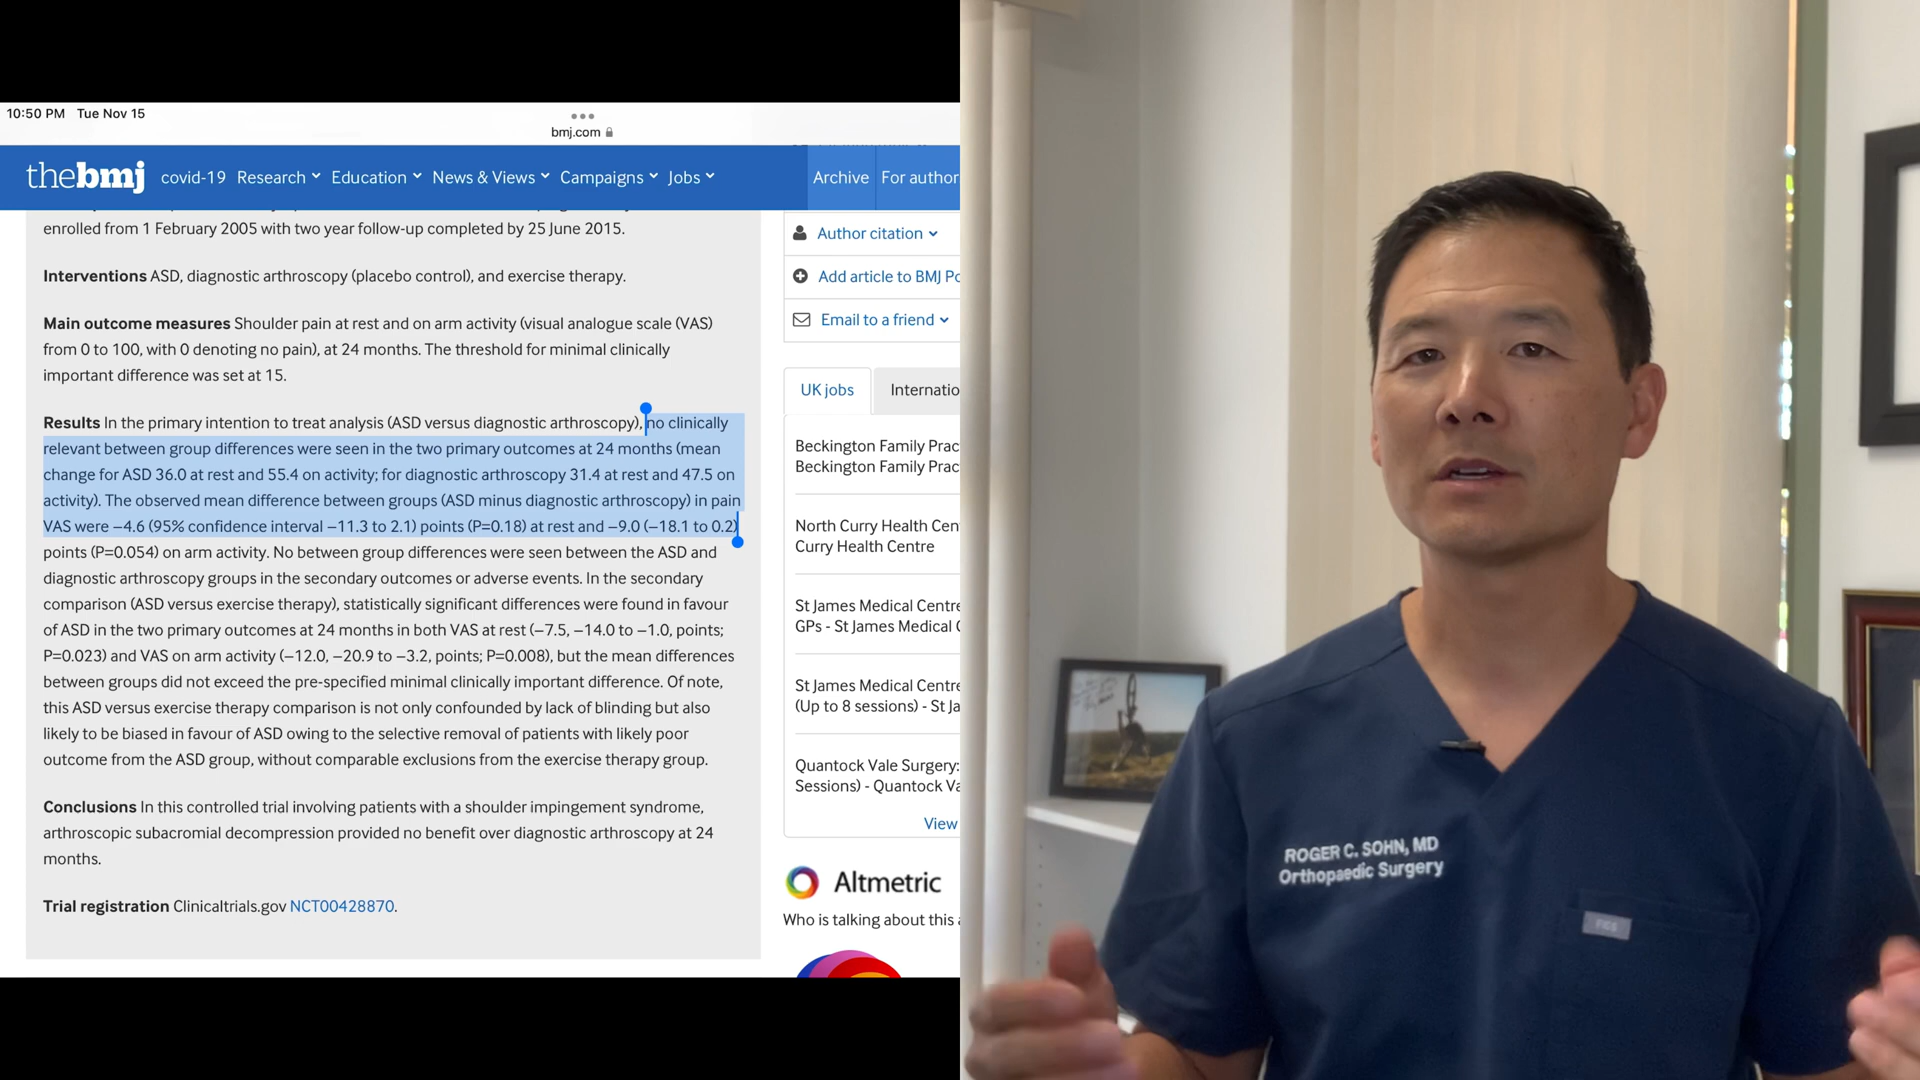 10:50 PM Tue Nov 15
bmj.com
thebmj covid-19 Research Education News & Views Campaigns Jobs Archive For author
enrolled from 1 February 2005 with two year follow-up completed by 25 June 2015.
Interventions ASD, diagnostic arthroscopy (placebo control), and exercise therapy.
Main outcome measures Shoulder pain at rest and on arm activity (visual analogue scale (VAS)
from 0 to 100, with 0 denoting no pain), at 24 months. The threshold for minimal clinically
important difference was set at 15.
Results In the primary intention to treat analysis (ASD versus diagnostic arthroscopy), no clinically
relevant between group differences were seen in the two primary outcomes at 24 months (mean
change for ASD 36.0 at rest and 55.4 on activity; for diagnostic arthroscopy 31.4 at rest and 47.5 on
activity). The observed mean difference between groups (ASD minus diagnostic arthroscopy) in pain
VAS were −4.6 (95% confidence interval −11.3 to 2.1) points (P=0.18) at rest and −9.0 (−18.1 to 0.2)
points (P=0.054) on arm activity. No between group differences were seen between the ASD and
diagnostic arthroscopy groups in the secondary outcomes or adverse events. In the secondary
comparison (ASD versus exercise therapy), statistically significant differences were found in favour
of ASD in the two primary outcomes at 24 months in both VAS at rest (−7.5, −14.0 to −1.0, points;
P=0.023) and VAS on arm activity (−12.0, −20.9 to −3.2, points; P=0.008), but the mean differences
between groups did not exceed the pre-specified minimal clinically important difference. Of note,
this ASD versus exercise therapy comparison is not only confounded by lack of blinding but also
likely to be biased in favour of ASD owing to the selective removal of patients with likely poor
outcome from the ASD group, without comparable exclusions from the exercise therapy group.
Conclusions In this controlled trial involving patients with a shoulder impingement syndrome,
arthroscopic subacromial decompression provided no benefit over diagnostic arthroscopy at 24
months.
Trial registration Clinicaltrials.gov NCT00428870.
Author citation
Add article to BMJ Po
Email to a friend
UK jobs Internatio
Beckington Family Prac
Beckington Family Prac
North Curry Health Cen
Curry Health Centre
St James Medical Centre
GPs - St James Medical C
St James Medical Centre
(Up to 8 sessions) - St Ja
Quantock Vale Surgery:
Sessions) - Quantock Va
View
Altmetric
Who is talking about this a
ROGER C. SOHN, MD
Orthopaedic Surgery
FIGS